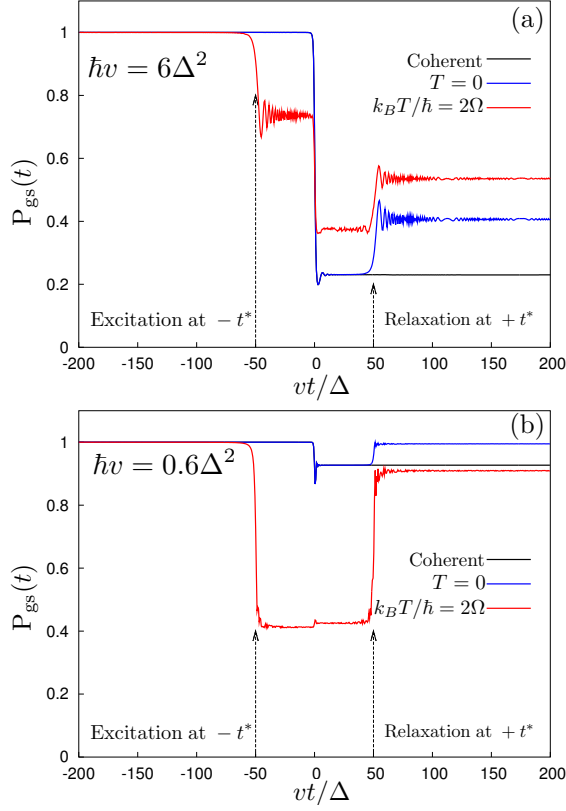 (a)
ħv = 6Δ²
Coherent
T = 0
k_BT/ħ = 2Ω
P_gs(t)
1
0.8
0.6
0.4
0.2
0
Excitation at − t*
Relaxation at + t*
-200 -150 -100 -50 0 50 100 150 200
vt/Δ
(b)
ħv = 0.6Δ²
Coherent
T = 0
k_BT/ħ = 2Ω
P_gs(t)
1
0.8
0.6
0.4
0.2
0
Excitation at − t*
Relaxation at + t*
-200 -150 -100 -50 0 50 100 150 200
vt/Δ